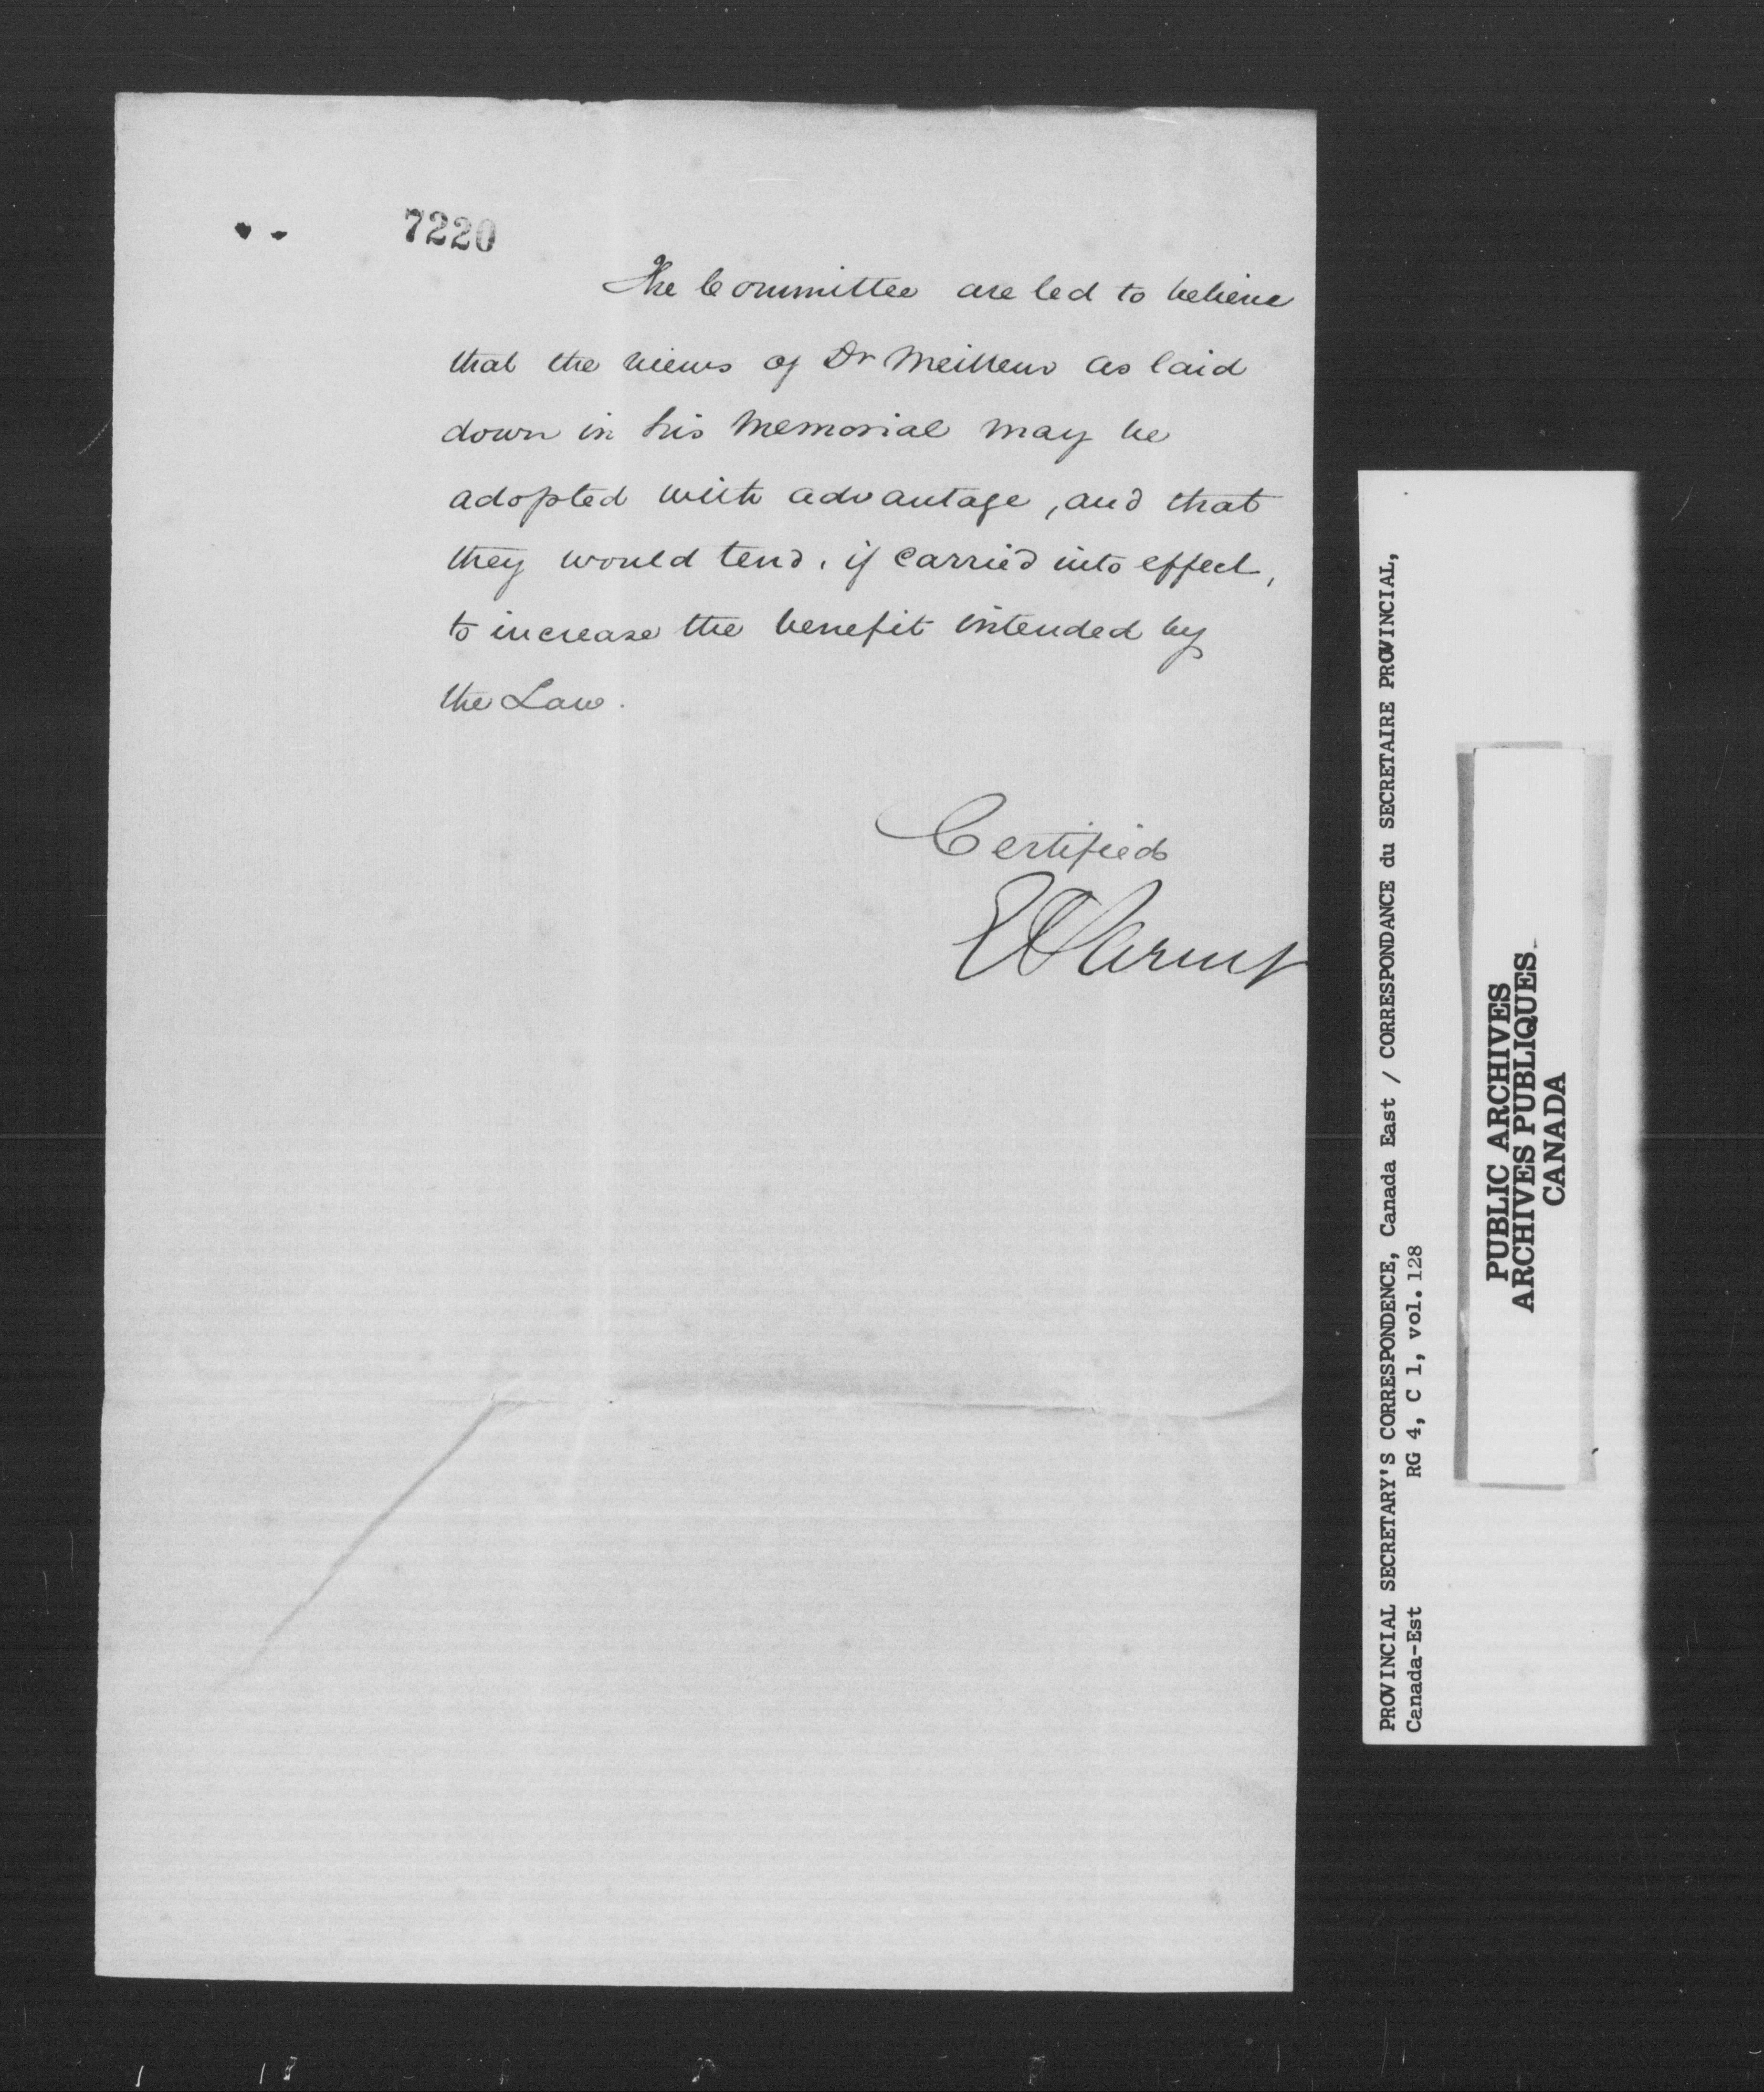 7220
The Committee are led to believe
that the views of Dr Meilleur as laid
down in his Memorial may be
adopted with advantage, and that
they would tend, if carried into effect,
to increase the benefit intended by
the Law.
Certified
E Parent
PROVINCIAL SECRETARY'S CORRESPONDENCE, Canada East / CORRESPONDANCE du SECRETAIRE PROVINCIAL,
Canada-Est RG 4, C 1, vol. 128
PUBLIC ARCHIVES
ARCHIVES PUBLIQUES
CANADA